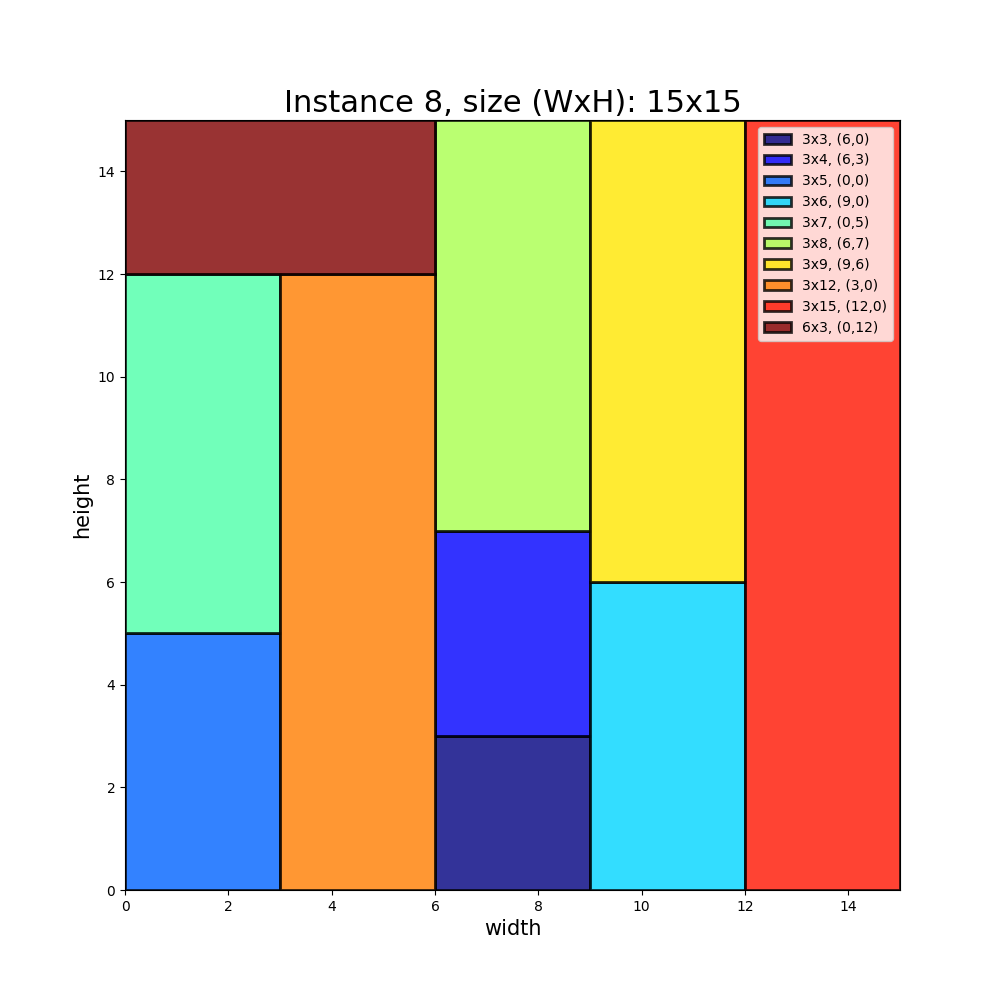 Instance 8, size (WxH): 15x15
3x3, (6,0)
3x4, (6,3)
3x5, (0,0)
3x6, (9,0)
3x7, (0,5)
3x8, (6,7)
3x9, (9,6)
3x12, (3,0)
3x15, (12,0)
6x3, (0,12)
height
14
12
10
8
6
4
2
0
0 2 4 6 8 10 12 14
width